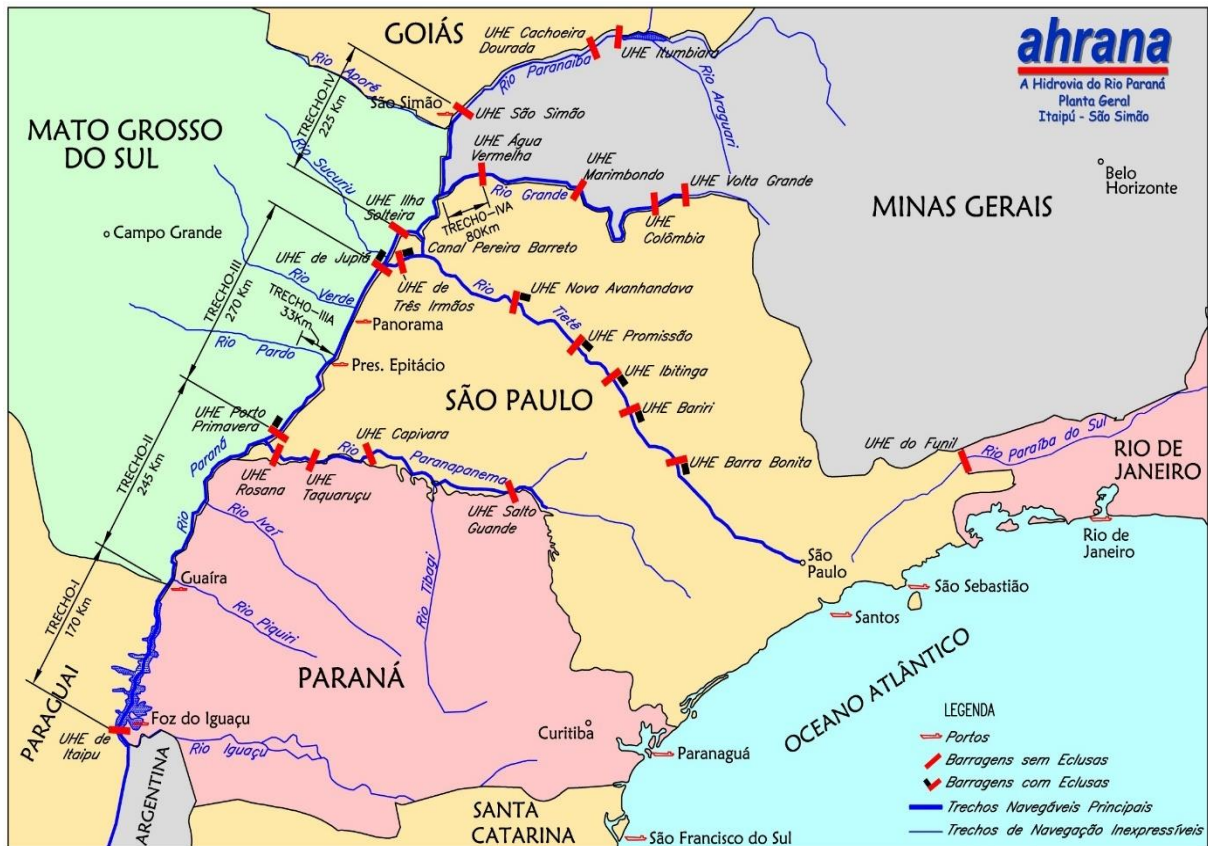 GOIÁS
UHE Cachoeira
Dourada
UHE Itumbiara
ahrana
A Hidrovia do Rio Paraná
Planta Geral
Itaipú - São Simão
Rio Aporê
São Simão
Rio Paranaíba
Rio Araguari
TRECHO-IV
225 Km
UHE São Simão
MATO GROSSO
DO SUL
Rio Sucuriu
UHE Água
Vermelha
UHE
Marimbondo
UHE Volta Grande
Belo
Horizonte
MINAS GERAIS
Rio Grande
TRECHO-IVA
80Km
UHE
Colômbia
UHE Ilha
Solteira
Campo Grande
Canal Pereira Barreto
UHE de Jupiá
UHE de
Três Irmãos
TRECHO-III
270 Km
Rio Verde
TRECHO-IIIA
33Km
Rio
Tietê
UHE Nova Avanhandava
Panorama
UHE Promissão
Rio Pardo
Pres. Epitácio
UHE Ibitinga
SÃO PAULO
UHE Bariri
UHE Porto
Primavera
UHE Capivara
UHE do Funil
Rio Paraíba do Sul
RIO DE
JANEIRO
TRECHO-II
245 Km
Rio
Paraná
UHE
Rosana
UHE
Taquaruçu
Rio
Paranapanema
UHE Barra Bonita
UHE Salto
Guande
Rio Ivaí
Rio Tibagi
Rio de
Janeiro
São
Paulo
TRECHO-I
170 Km
Guaíra
São Sebastião
Santos
Rio Piquiri
PARANÁ
OCEANO ATLÂNTICO
PARAGUAI
Foz do Iguaçu
UHE de
Itaipu
Rio Iguaçu
Curitiba
Paranaguá
ARGENTINA
SANTA
CATARINA
São Francisco do Sul
LEGENDA
Portos
Barragens sem Eclusas
Barragens com Eclusas
Trechos Navegáveis Principais
Trechos de Navegação Inexpressíveis